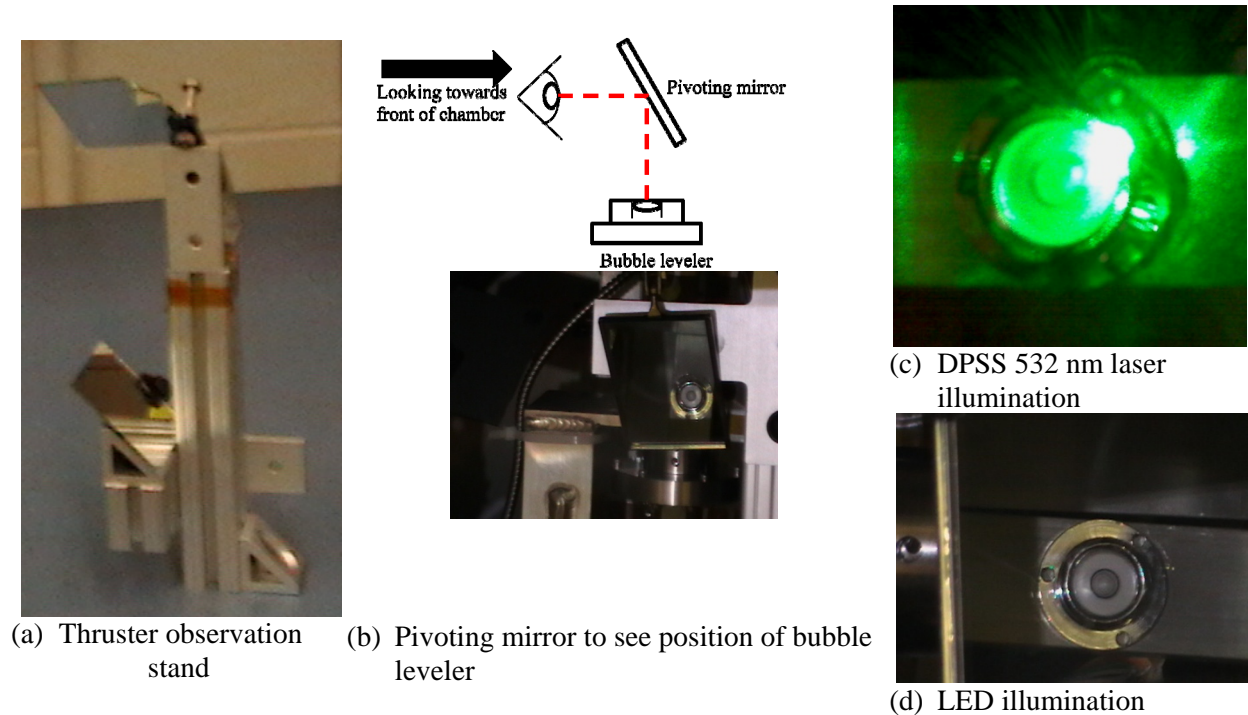 Looking towards
front of chamber
Pivoting mirror
Bubble leveler
(a) Thruster observation
stand
(b) Pivoting mirror to see position of bubble
leveler
(c) DPSS 532 nm laser
illumination
(d) LED illumination